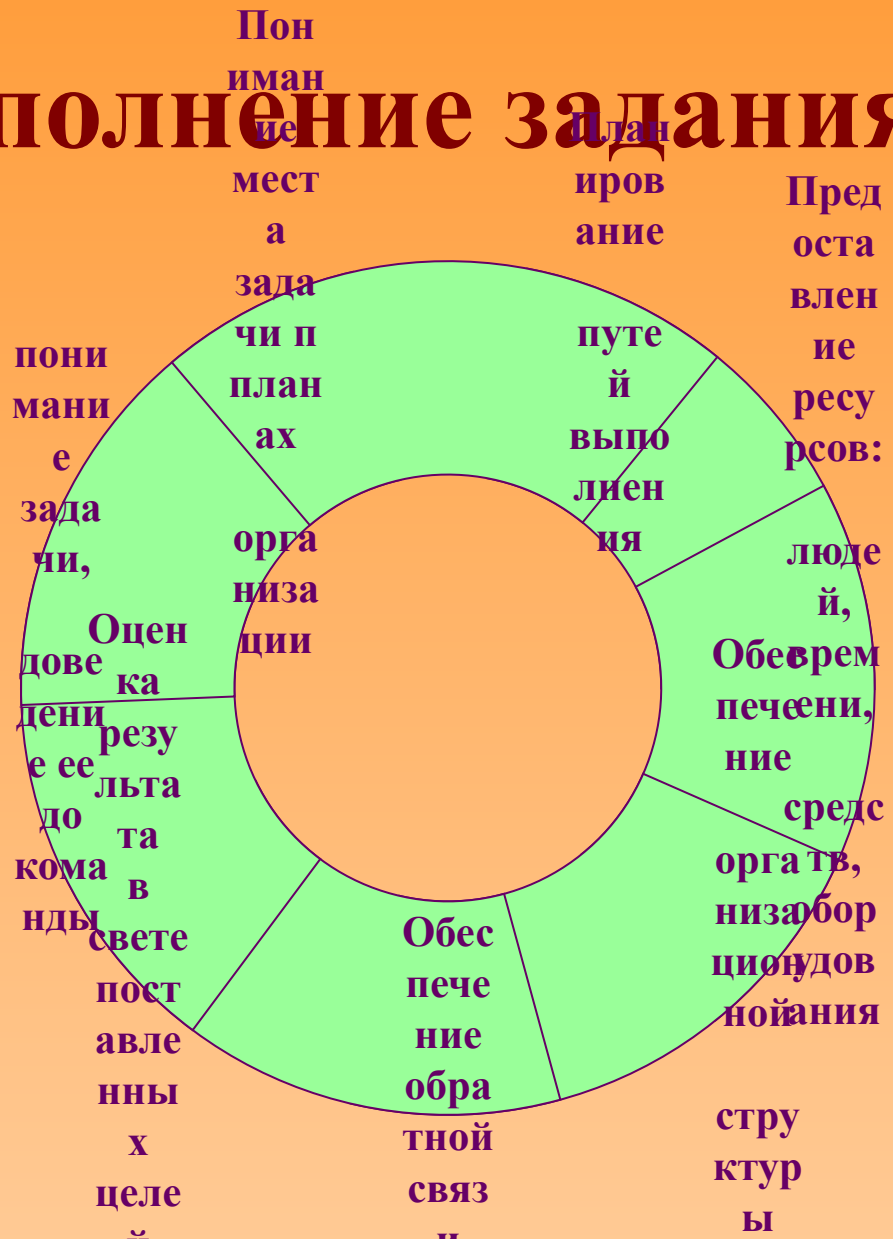 полнение задания
Пон
иман
ие
мест
а
зада
чи п
план
ах
орга
низа
ции
План
иров
ание
путе
й
выпо
лнен
ия
Пред
оста
влен
ие
ресу
рсов:
люде
й,
врем
ени,
средс
тв,
обор
удов
ания
Обес
пече
ние
орга
низа
цион
ной
стру
ктур
ы
Обес
пече
ние
обра
тной
связ
и
Оцен
ка
резу
льта
та
в
свете
пост
авле
нны
х
целе
й
пони
мани
е
зада
чи,
дове
дени
е ее
до
кома
нды